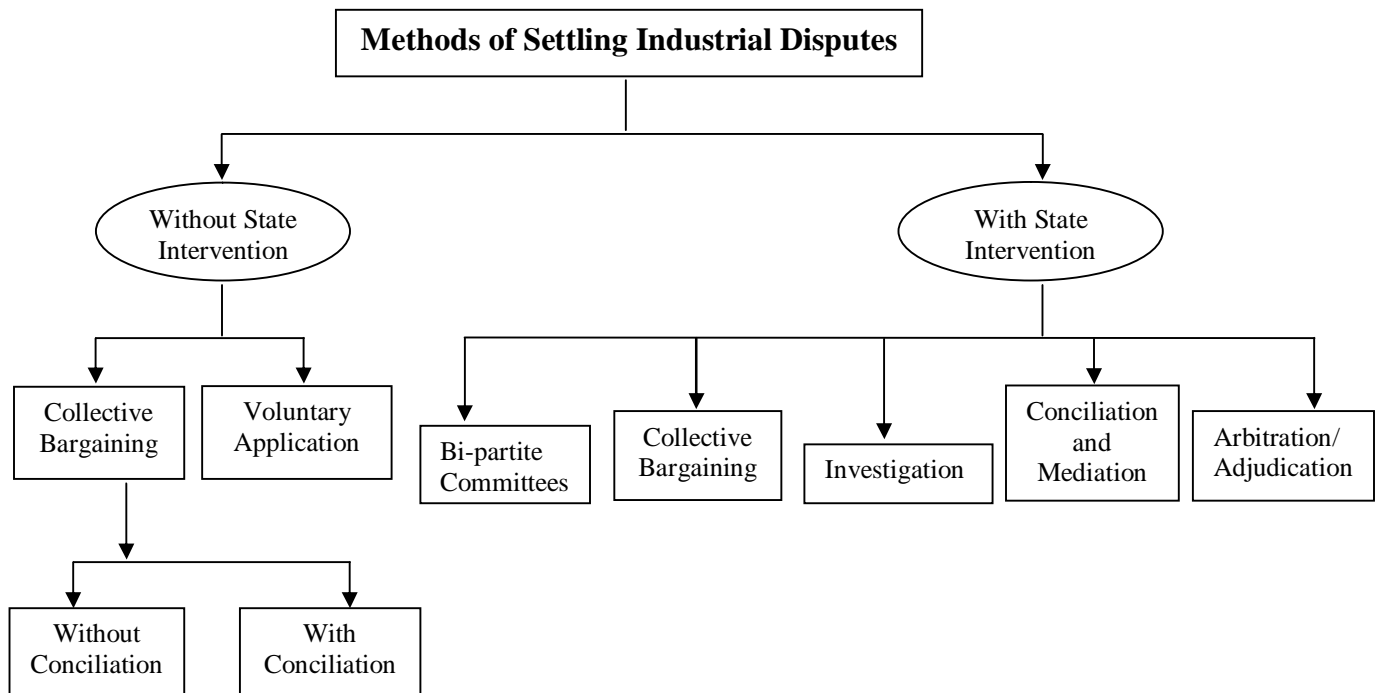 Methods of Settling Industrial Disputes
Without State
Intervention
With State
Intervention
Collective
Bargaining
Voluntary
Application
Bi-partite
Committees
Collective
Bargaining
Investigation
Conciliation
and
Mediation
Arbitration/
Adjudication
Without
Conciliation
With
Conciliation